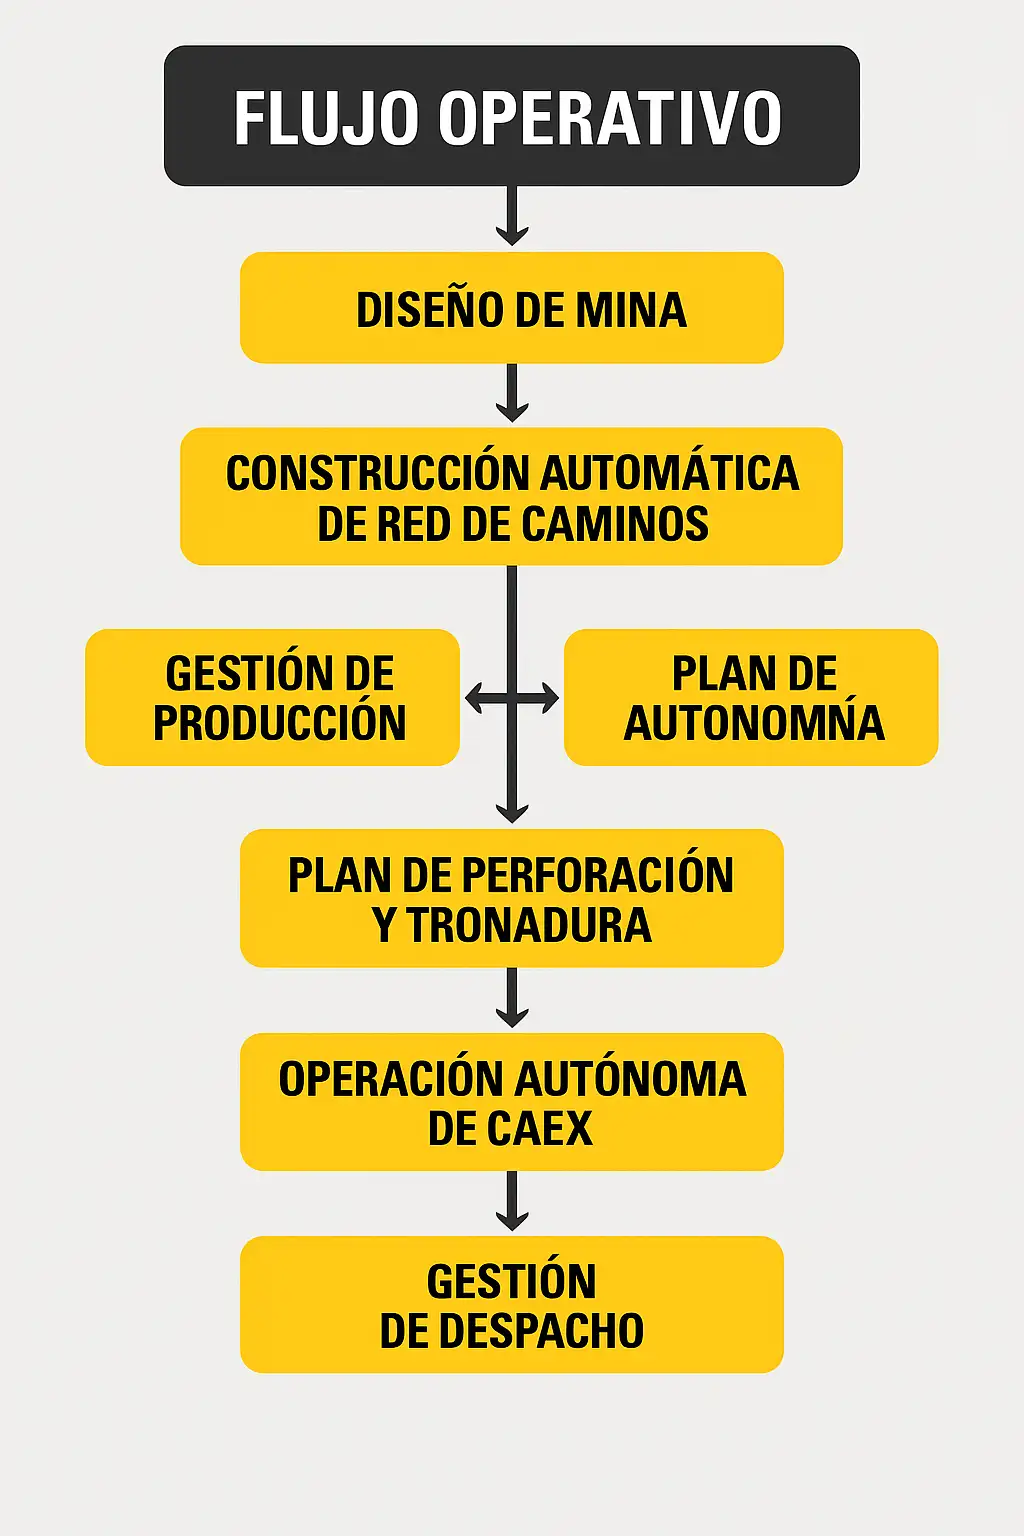 FLUJO OPERATIVO
DISEÑO DE MINA
CONSTRUCCIÓN AUTOMÁTICA
DE RED DE CAMINOS
GESTIÓN DE
PRODUCCIÓN
PLAN DE
AUTONOMŃA
PLAN DE PERFORACIÓN
Y TRONADURA
OPERACIÓN AUTÓNOMA
DE CAEX
GESTIÓN
DE DESPACHO